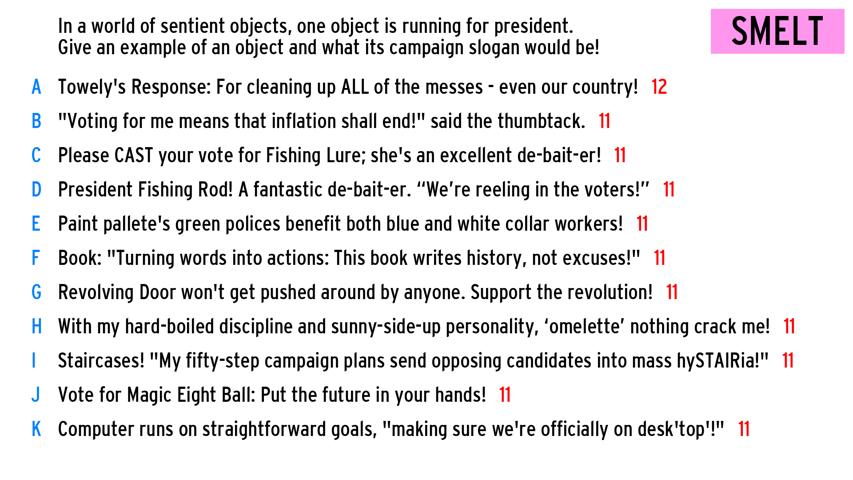 In a world of sentient objects, one object is running for president.
Give an example of an object and what its campaign slogan would be!
SMELT
A Towely's Response: For cleaning up ALL of the messes - even our country! 12
B "Voting for me means that inflation shall end!" said the thumbtack. 11
C Please CAST your vote for Fishing Lure; she's an excellent de-bait-er! 11
D President Fishing Rod! A fantastic de-bait-er. “We’re reeling in the voters!” 11
E Paint pallete's green polices benefit both blue and white collar workers! 11
F Book: "Turning words into actions: This book writes history, not excuses!" 11
G Revolving Door won't get pushed around by anyone. Support the revolution! 11
H With my hard-boiled discipline and sunny-side-up personality, ‘omelette’ nothing crack me! 11
I Staircases! "My fifty-step campaign plans send opposing candidates into mass hySTAIRia!" 11
J Vote for Magic Eight Ball: Put the future in your hands! 11
K Computer runs on straightforward goals, "making sure we're officially on desk'top'!" 11